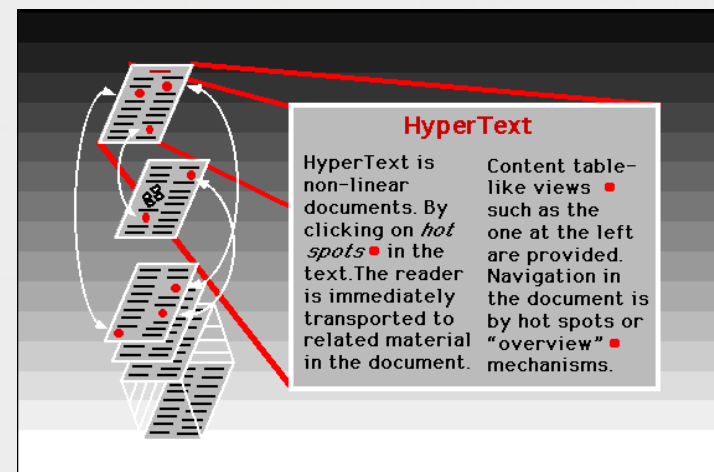 HyperText
HyperText is
non-linear
documents. By
clicking on hot
spots in the
text.The reader
is immediately
transported to
related material
in the document.
Content table-
like views
such as the
one at the left
are provided.
Navigation in
the document is
by hot spots or
“overview”
mechanisms.